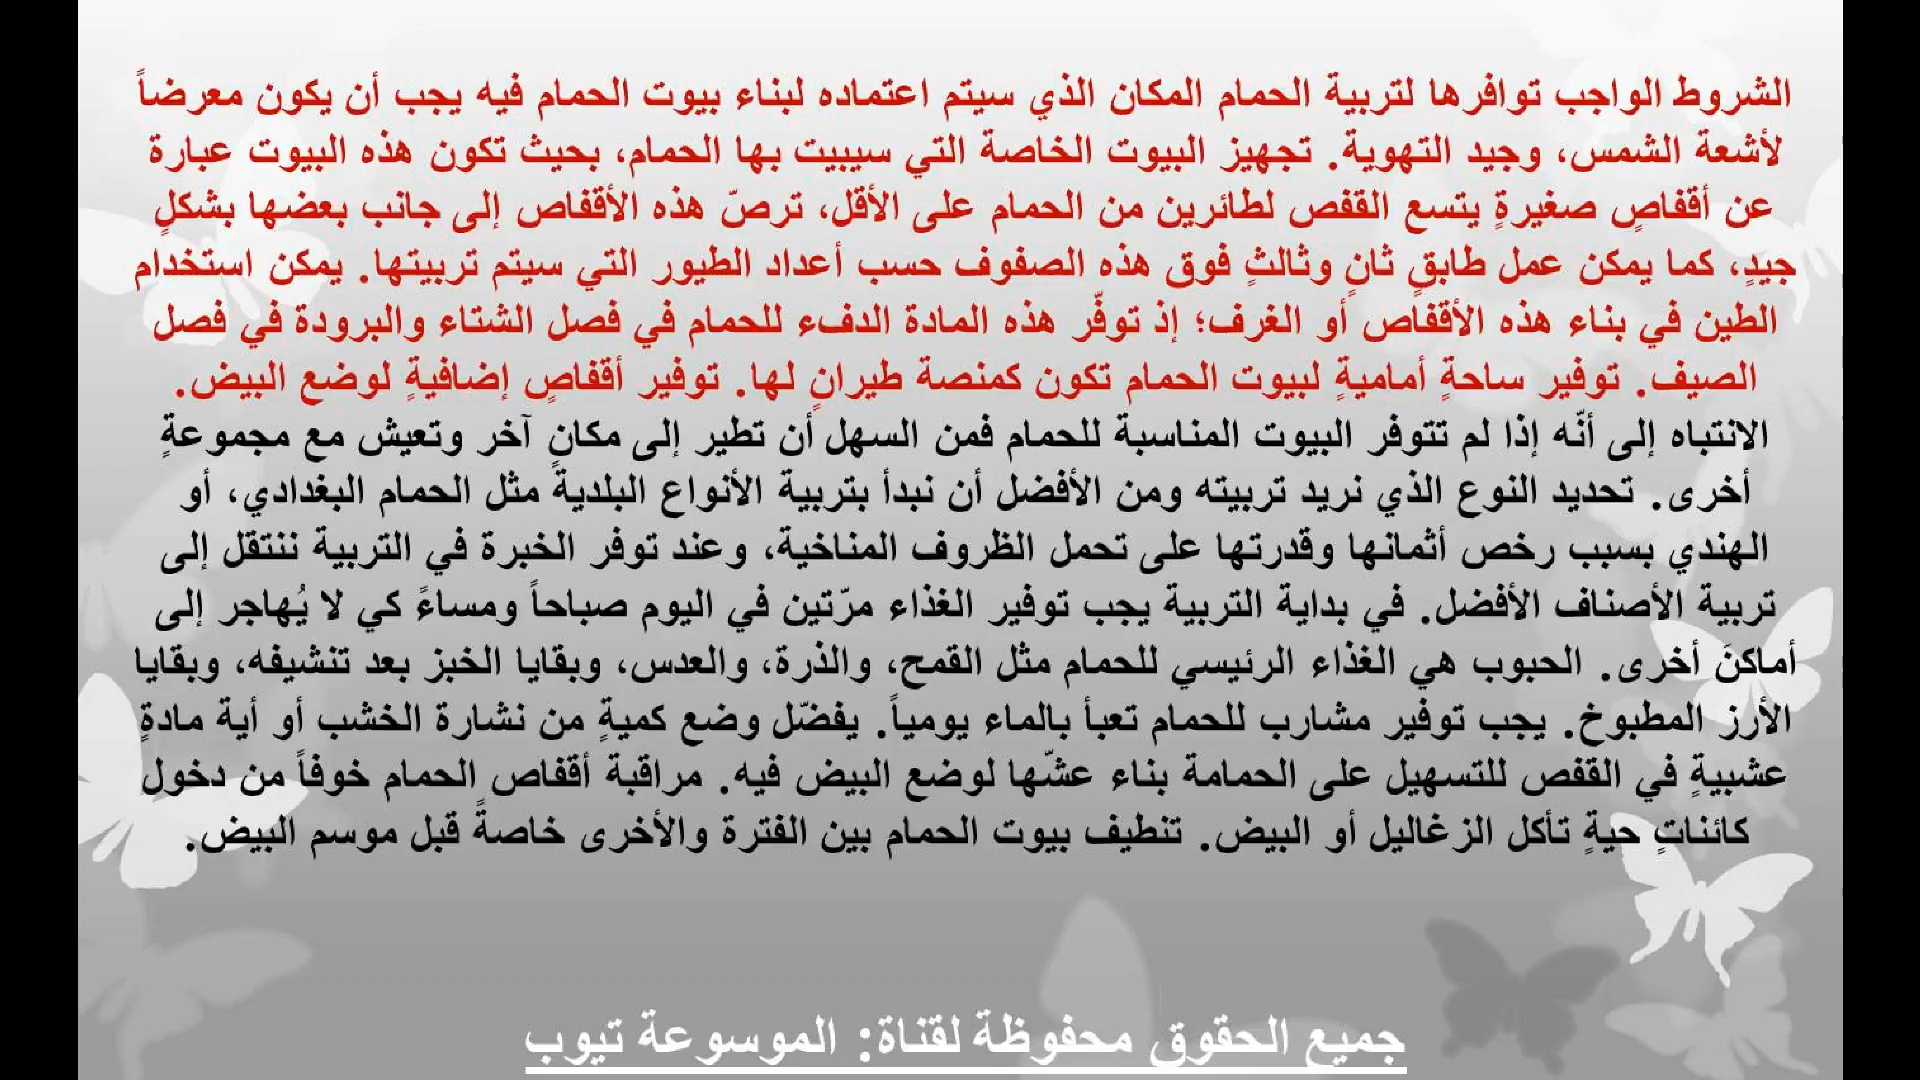 الشروط الواجب توافرها لتربية الحمام المكان الذي سيتم اعتماده لبناء بيوت الحمام فيه يجب أن يكون معرضاً
لأشعة الشمس، وجيد التهوية. تجهيز البيوت الخاصة التي سيبيت بها الحمام، بحيث تكون هذه البيوت عبارة
عن أقفاصٍ صغيرةٍ يتسع القفص لطائرين من الحمام على الأقل، ترصّ هذه الأقفاص إلى جانب بعضها بشكلٍ
جيدٍ، كما يمكن عمل طابقٍ ثانٍ وثالثٍ فوق هذه الصفوف حسب أعداد الطيور التي سيتم تربيتها. يمكن استخدام
الطين في بناء هذه الأقفاص أو الغرف؛ إذ توفّر هذه المادة الدفء للحمام في فصل الشتاء والبرودة في فصل
الصيف. توفير ساحةٍ أماميةٍ لبيوت الحمام تكون كمنصة طيرانٍ لها. توفير أقفاصٍ إضافيةٍ لوضع البيض.
الانتباه إلى أنّه إذا لم تتوفر البيوت المناسبة للحمام فمن السهل أن تطير إلى مكانٍ آخر وتعيش مع مجموعةٍ
أخرى. تحديد النوع الذي نريد تربيته ومن الأفضل أن نبدأ بتربية الأنواع البلدية مثل الحمام البغدادي، أو
الهندي بسبب رخص أثمانها وقدرتها على تحمل الظروف المناخية، وعند توفر الخبرة في التربية ننتقل إلى
تربية الأصناف الأفضل. في بداية التربية يجب توفير الغذاء مرّتين في اليوم صباحاً ومساءً كي لا يُهاجر إلى
أماكنَ أخرى. الحبوب هي الغذاء الرئيسي للحمام مثل القمح، والذرة، والعدس، وبقايا الخبز بعد تنشيفه، وبقايا
الأرز المطبوخ. يجب توفير مشارب للحمام تعبأ بالماء يومياً. يفضّل وضع كميةٍ من نشارة الخشب أو أية مادةٍ
عشبيةٍ في القفص للتسهيل على الحمامة بناء عشّها لوضع البيض فيه. مراقبة أقفاص الحمام خوفاً من دخول
كائناتٍ حيةٍ تأكل الزغاليل أو البيض. تنطيف بيوت الحمام بين الفترة والأخرى خاصةً قبل موسم البيض.
جميع الحقوق محفوظة لقناة: الموسوعة تيوب